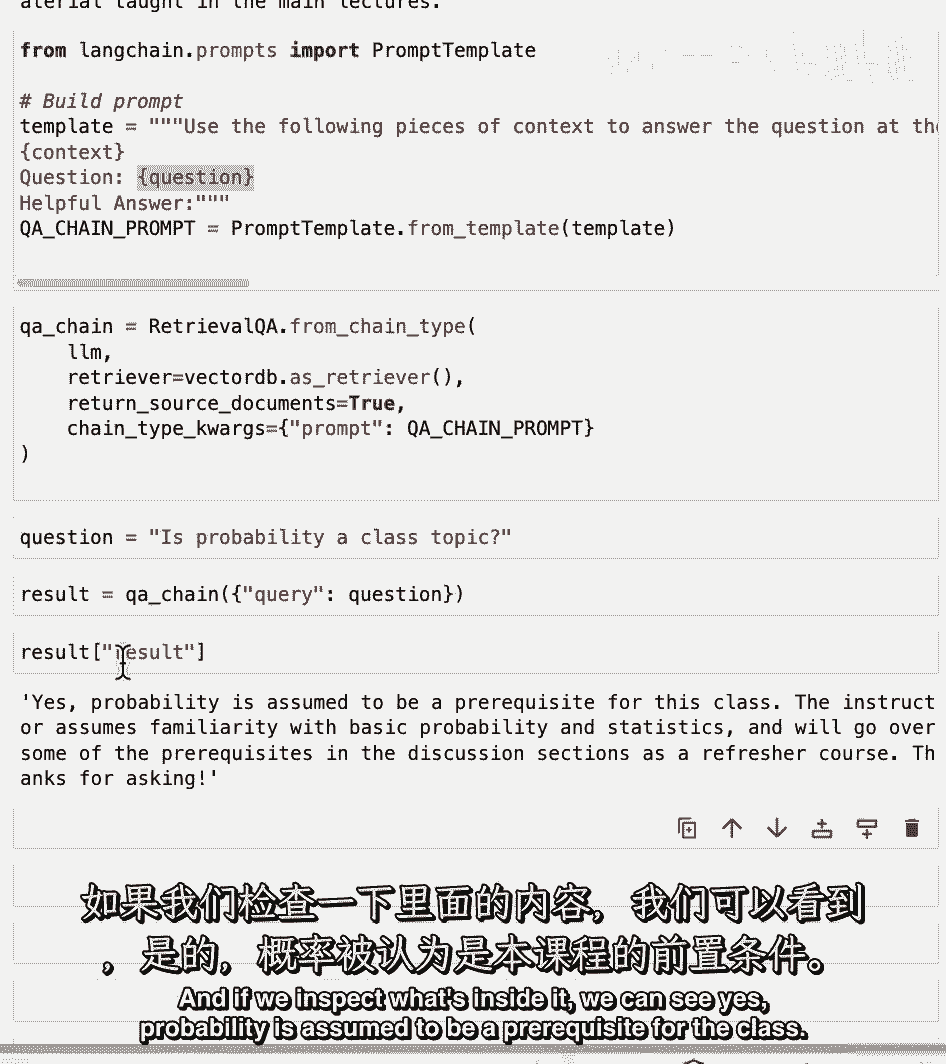 aterial taught in the main lectures.
from langchain.prompts import PromptTemplate
# Build prompt
template = """Use the following pieces of context to answer the question at the
{context}
Question: {question}
Helpful Answer:"""
QA_CHAIN_PROMPT = PromptTemplate.from_template(template)
qa_chain = RetrievalQA.from_chain_type(
    llm,
    retriever=vectordb.as_retriever(),
    return_source_documents=True,
    chain_type_kwargs={"prompt": QA_CHAIN_PROMPT}
)
question = "Is probability a class topic?"
result = qa_chain({"query": question})
result["result"]
'Yes, probability is assumed to be a prerequisite for this class. The instruct
or assumes familiarity with basic probability and statistics, and will go over
some of the prerequisites in the discussion sections as a refresher course. Th
anks for asking!'
如果我们检查一下里面的内容，我们可以看到
，是的，概率被认为是本课程的前置条件。
And if we inspect what's inside it, we can see yes,
probability is assumed to be a prerequisite for the class.